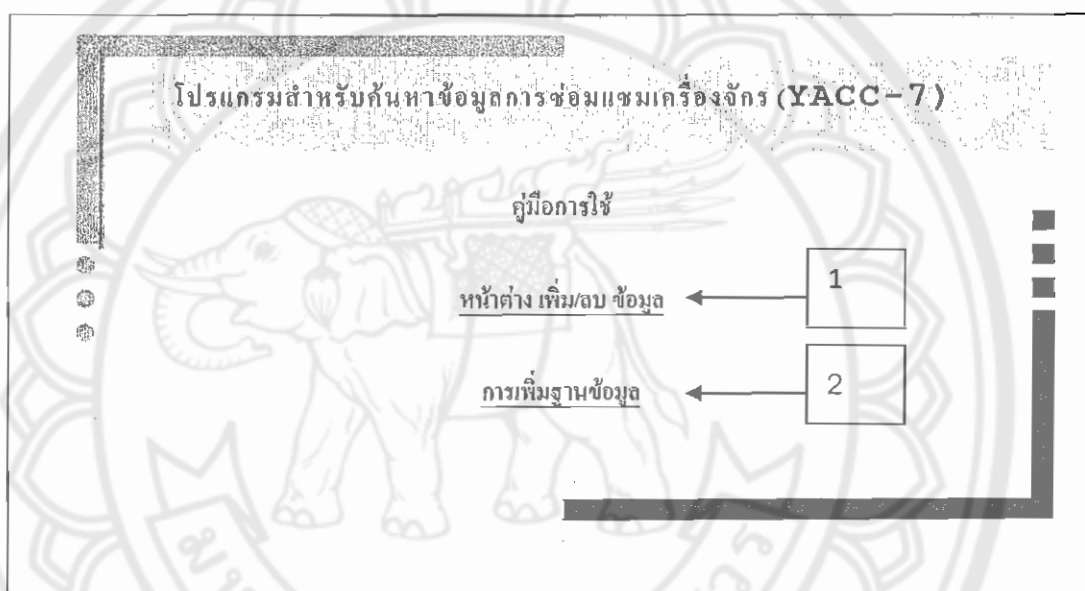 โปรแกรมสำหรับค้นหาข้อมูลการซ่อมแซมเครื่องจักร (YACC-7)
คู่มือการใช้
หน้าต่าง เพิ่ม/ลบ ข้อมูล
1
การเพิ่มฐานข้อมูล
2